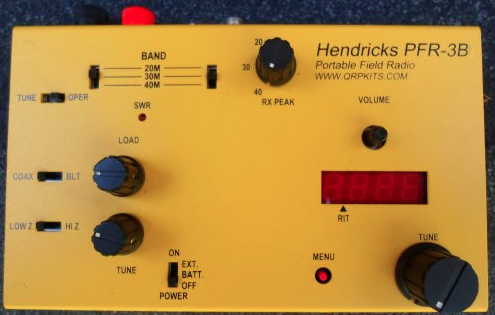 Hendricks PFR-3B
Portable Field Radio
WWW.QRPKITS.COM
BAND
20M
30M
40M
20
30
40
RX PEAK
TUNE OPER
SWR
VOLUME
LOAD
COAX BLT
RIT
LOW Z HI Z
TUNE
ON
EXT.
BATT.
OFF
POWER
MENU
TUNE